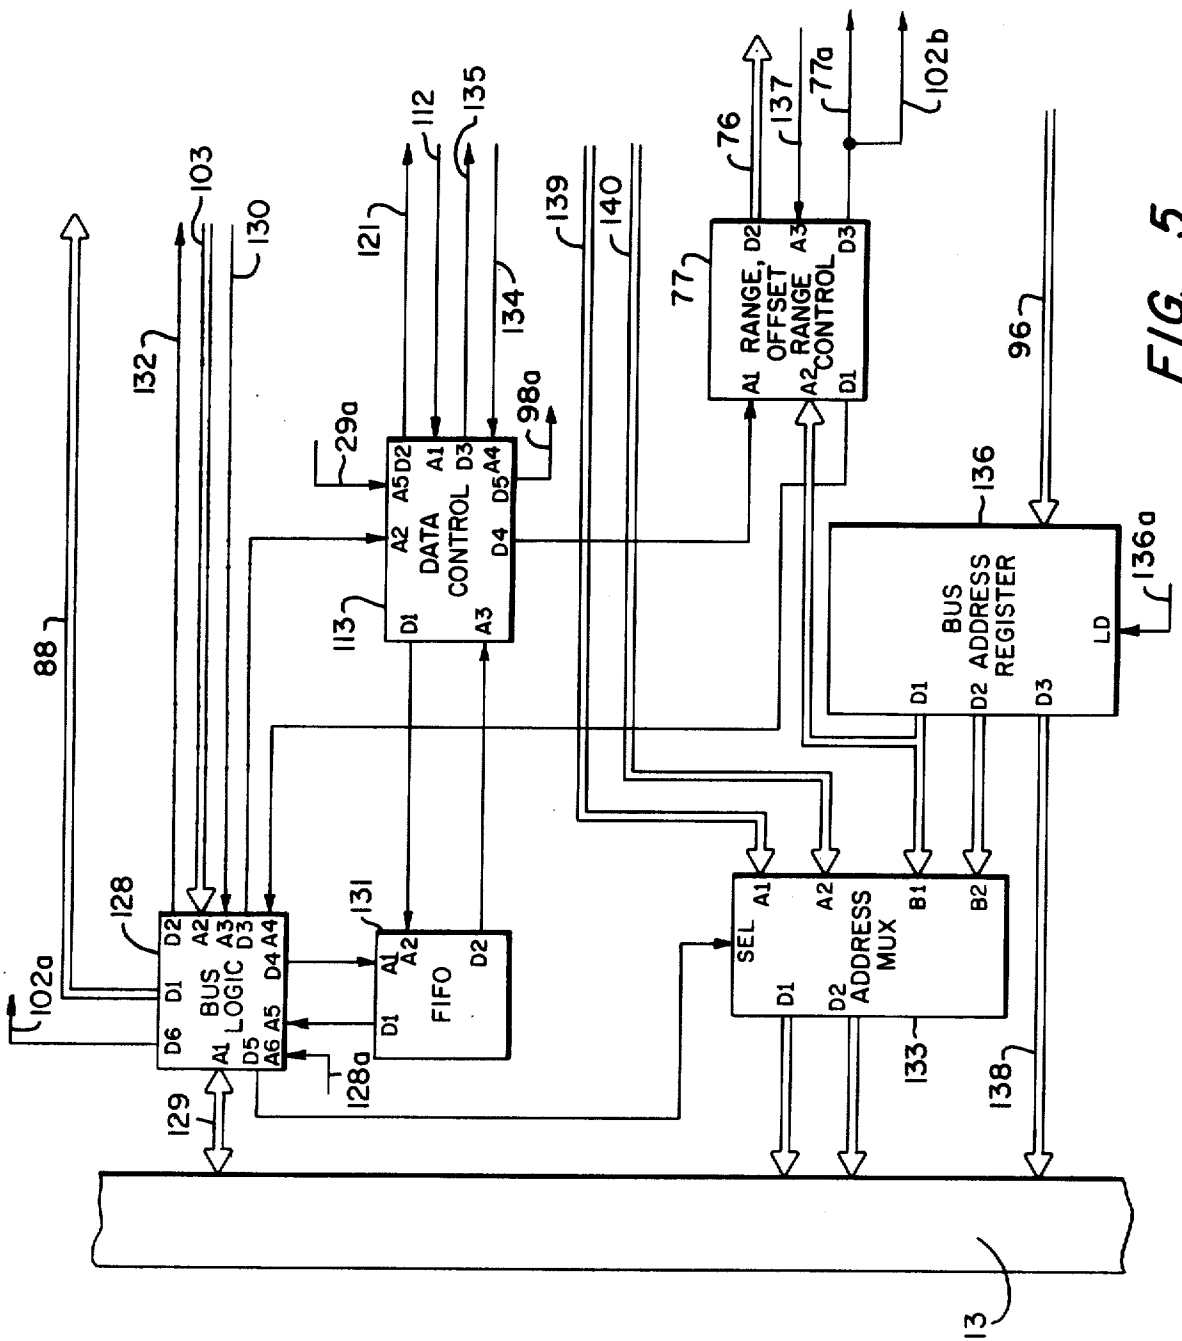 88
102a
132
103
130
128
D6
D1
D2
A1
BUS
LOGIC
A2
A3
D3
A4
D4
D5
A6
A5
129
128a
29a
121
112
135
134
98a
113
A5
D2
A2
A1
DATA
CONTROL
D3
A4
D5
D4
D1
A3
131
A1
A2
D1
FIFO
D2
139
140
76
137
77a
102b
77
A1
RANGE,
OFFSET
RANGE
CONTROL
D2
A3
D3
A2
D1
96
136
BUS
ADDRESS
REGISTER
D1
D2
D3
LD
136a
SEL
A1
A2
B1
B2
D1
D2
ADDRESS
MUX
133
138
13
FIG. 5